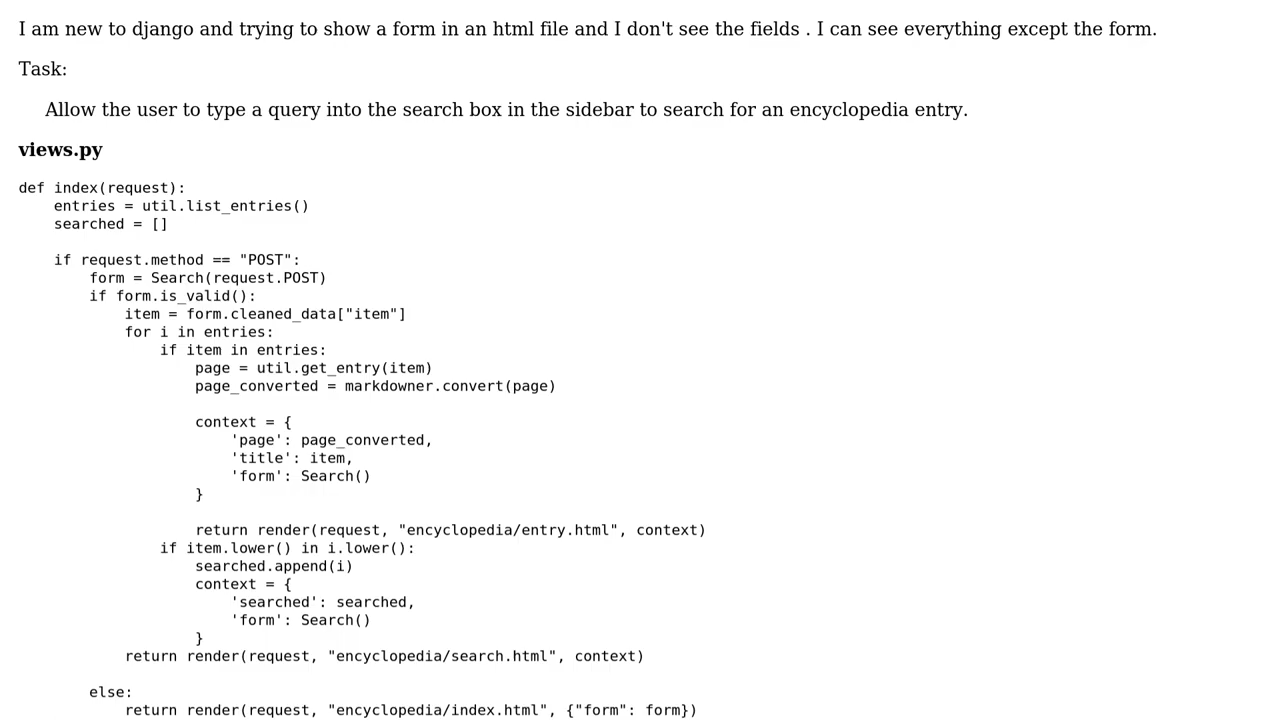 I am new to django and trying to show a form in an html file and I don't see the fields . I can see everything except the form.
Task:
Allow the user to type a query into the search box in the sidebar to search for an encyclopedia entry.
views.py
def index(request):
    entries = util.list_entries()
    searched = []

    if request.method == "POST":
        form = Search(request.POST)
        if form.is_valid():
            item = form.cleaned_data["item"]
            for i in entries:
                if item in entries:
                    page = util.get_entry(item)
                    page_converted = markdowner.convert(page)

                    context = {
                        'page': page_converted,
                        'title': item,
                        'form': Search()
                    }

                    return render(request, "encyclopedia/entry.html", context)
                if item.lower() in i.lower():
                    searched.append(i)
                    context = {
                        'searched': searched,
                        'form': Search()
                    }
            return render(request, "encyclopedia/search.html", context)

        else:
            return render(request, "encyclopedia/index.html", {"form": form})